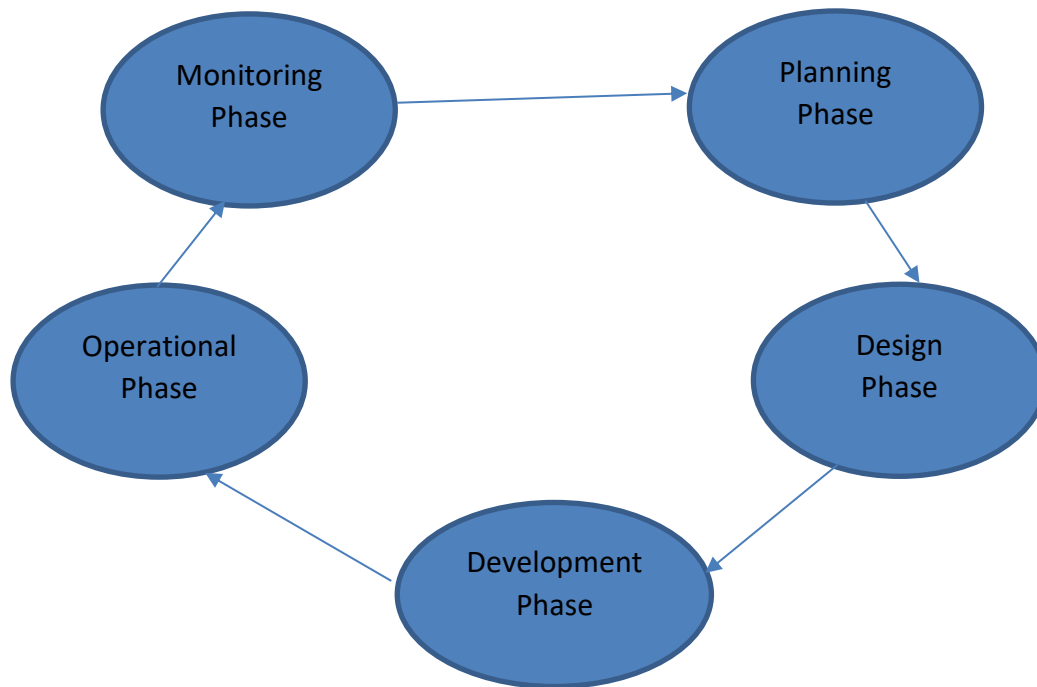 Monitoring
Phase
Planning
Phase
Operational
Phase
Design
Phase
Development
Phase